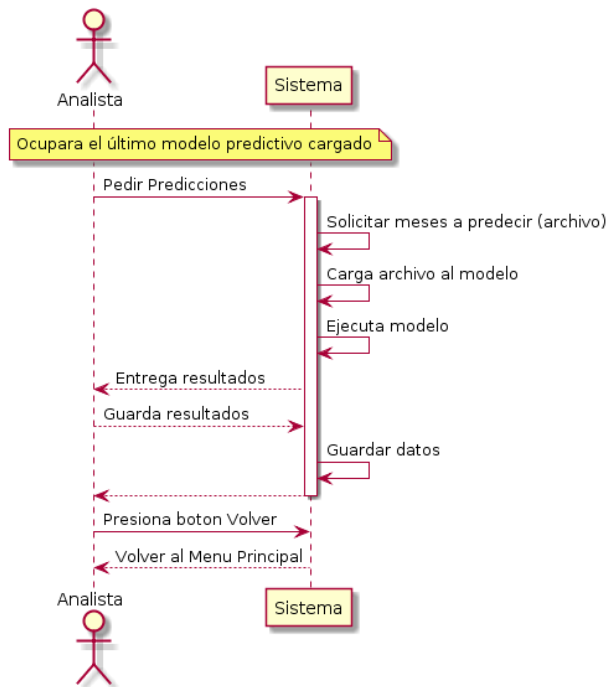 Analista
Sistema
Ocupara el último modelo predictivo cargado
Pedir Predicciones
Solicitar meses a predecir (archivo)
Carga archivo al modelo
Ejecuta modelo
Entrega resultados
Guarda resultados
Guardar datos
Presiona boton Volver
Volver al Menu Principal
Analista
Sistema